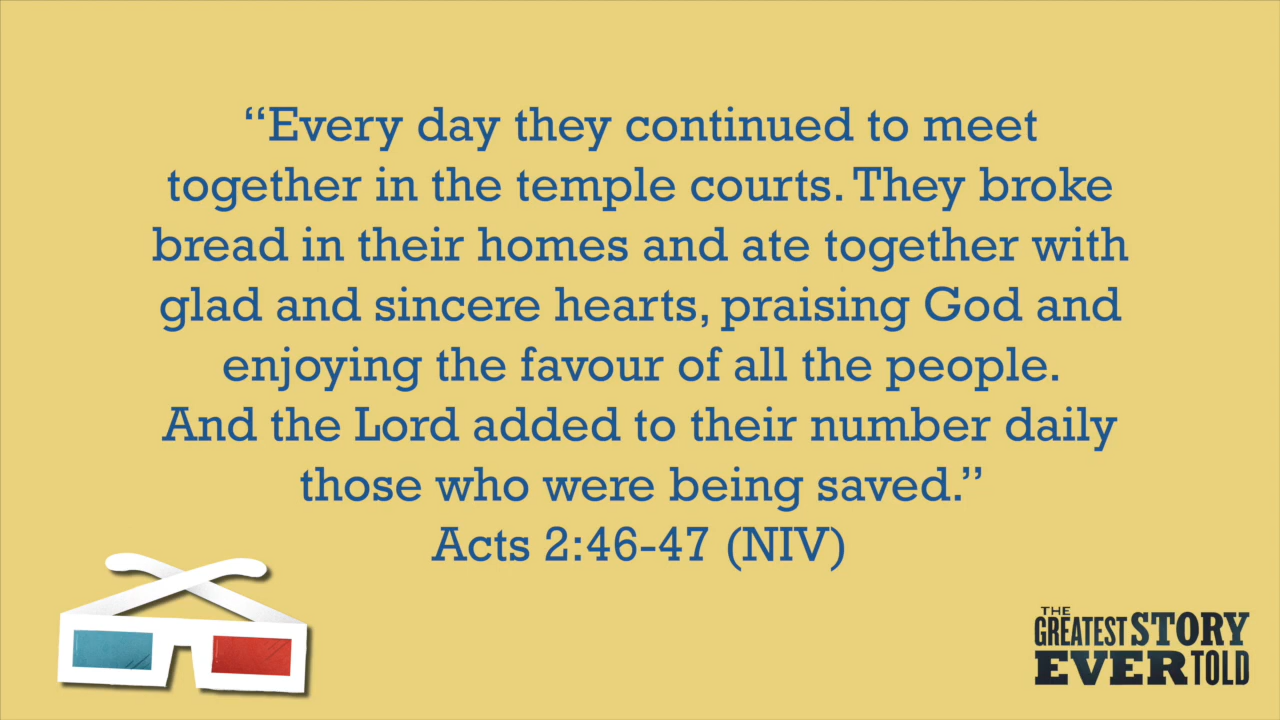 “Every day they continued to meet
together in the temple courts. They broke
bread in their homes and ate together with
glad and sincere hearts, praising God and
enjoying the favour of all the people.
And the Lord added to their number daily
those who were being saved.”
Acts 2:46-47 (NIV)
THE
GREATEST STORY
EVER TOLD